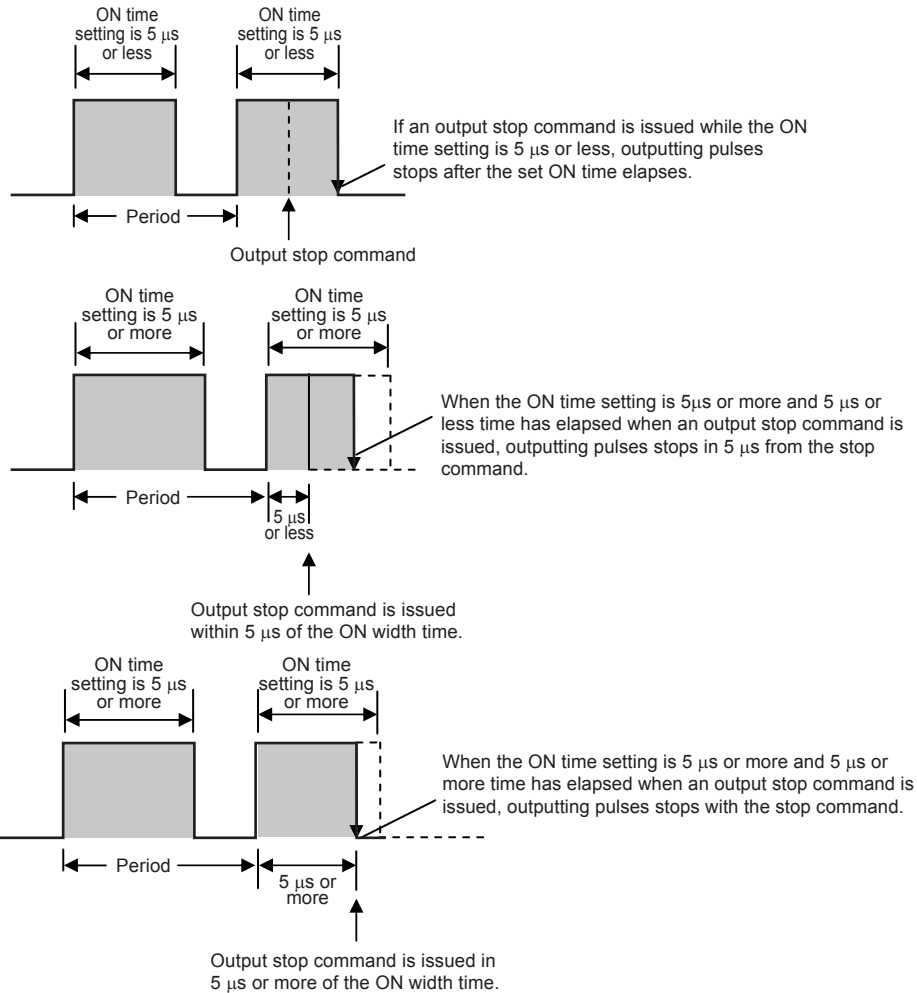 ON time
setting is 5 μs
or less
ON time
setting is 5 μs
or less
If an output stop command is issued while the ON
time setting is 5 μs or less, outputting pulses
stops after the set ON time elapses.
Period
Output stop command
ON time
setting is 5 μs
or more
ON time
setting is 5 μs
or more
When the ON time setting is 5μs or more and 5 μs or
less time has elapsed when an output stop command is
issued, outputting pulses stops in 5 μs from the stop
command.
Period
5 μs
or less
Output stop command is issued
within 5 μs of the ON width time.
ON time
setting is 5 μs
or more
ON time
setting is 5 μs
or more
When the ON time setting is 5 μs or more and 5 μs or
more time has elapsed when an output stop command is
issued, outputting pulses stops with the stop command.
Period
5 μs or
more
Output stop command is issued in
5 μs or more of the ON width time.